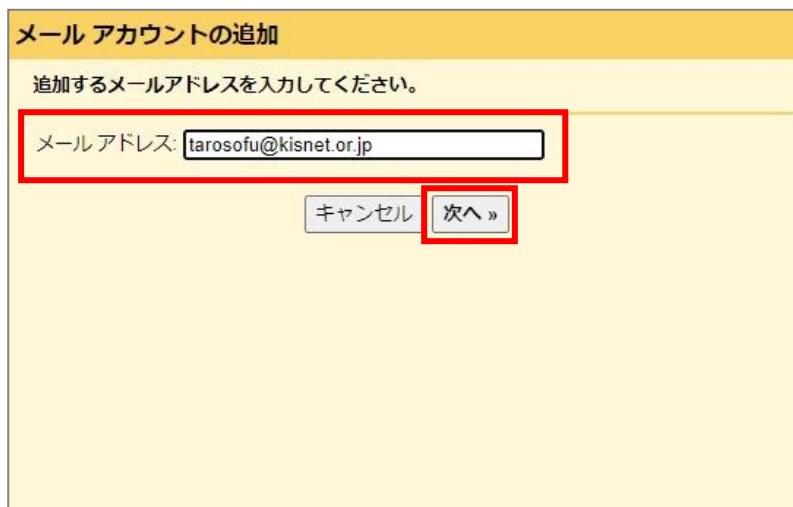 メール アカウントの追加
追加するメールアドレスを入力してください。
メール アドレス: tarosofu@kisnet.or.jp
キャンセル 次へ »